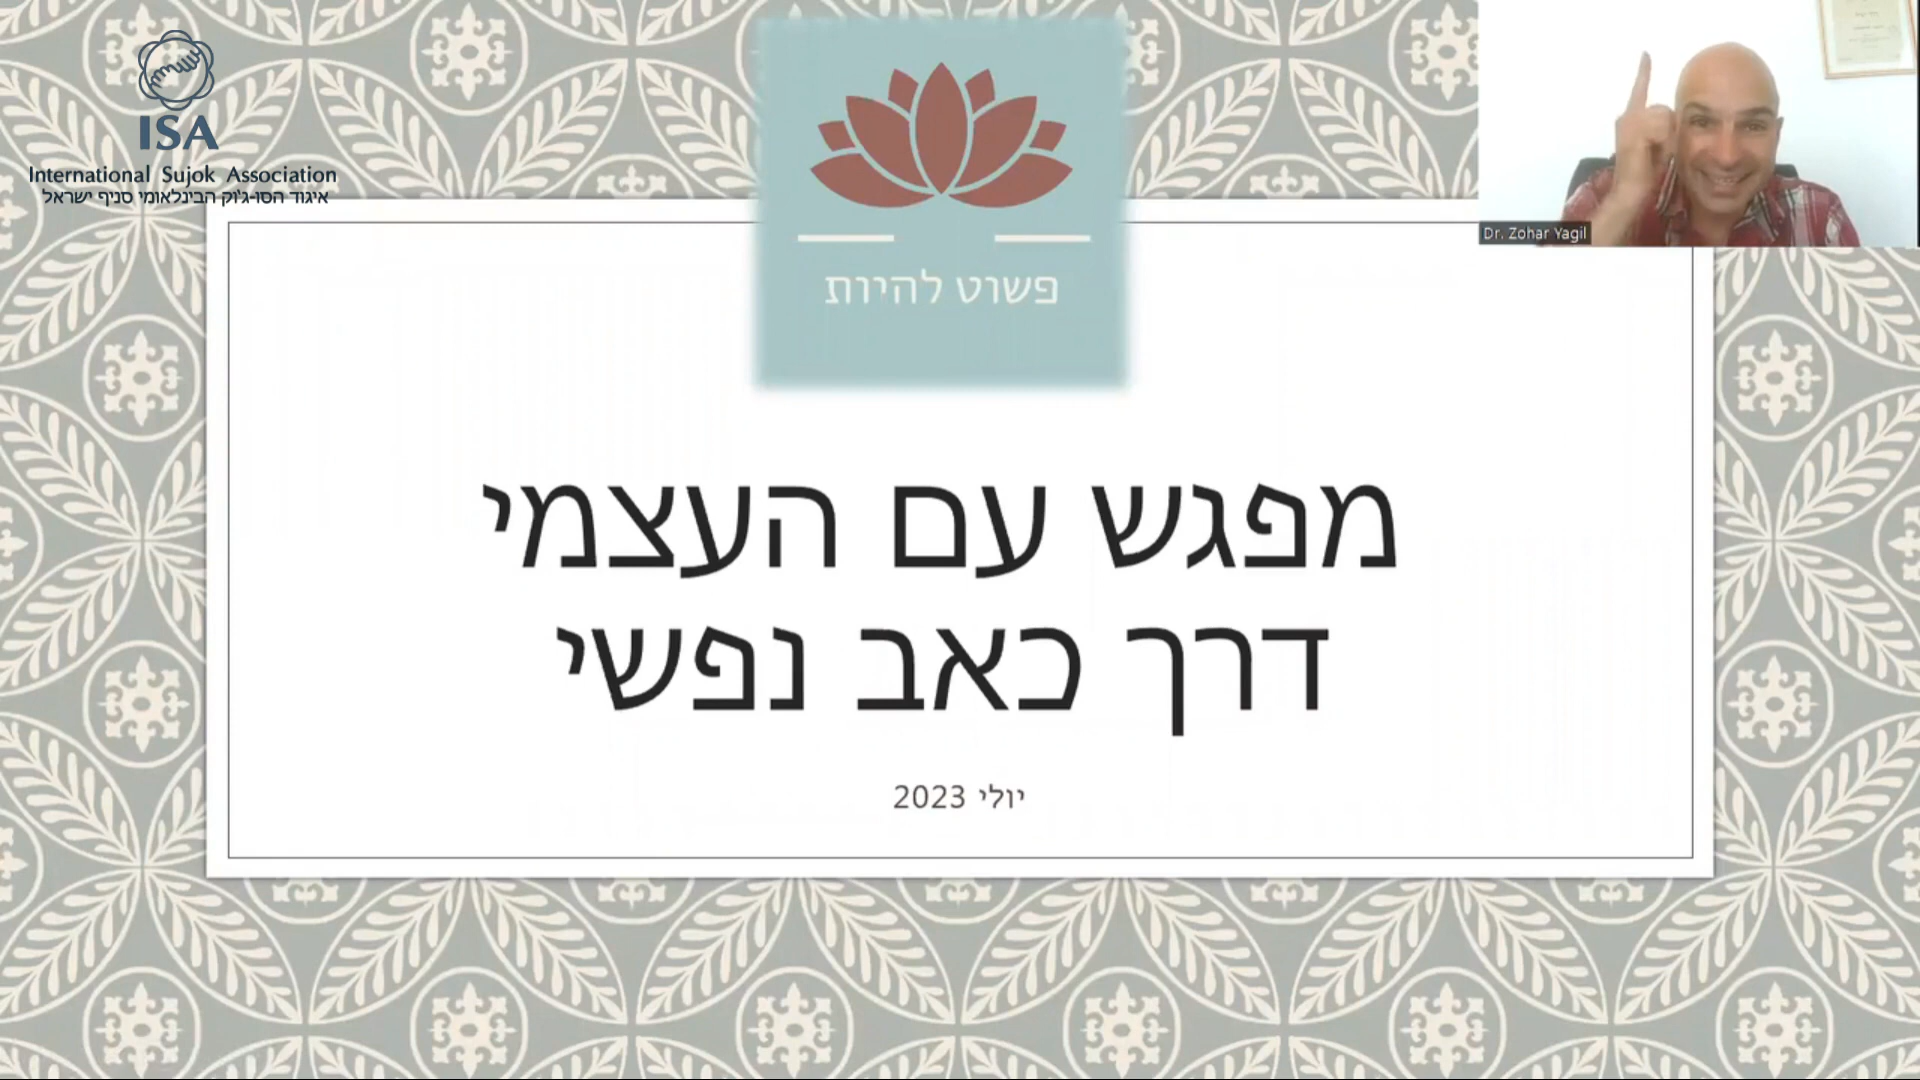 ISA
International Sujok Association
איגוד הסו-ג'וק הבינלאומי סניף ישראל
פשוט להיות
Dr. Zohar Yagil
מפגש עם העצמי
דרך כאב נפשי
יולי 2023